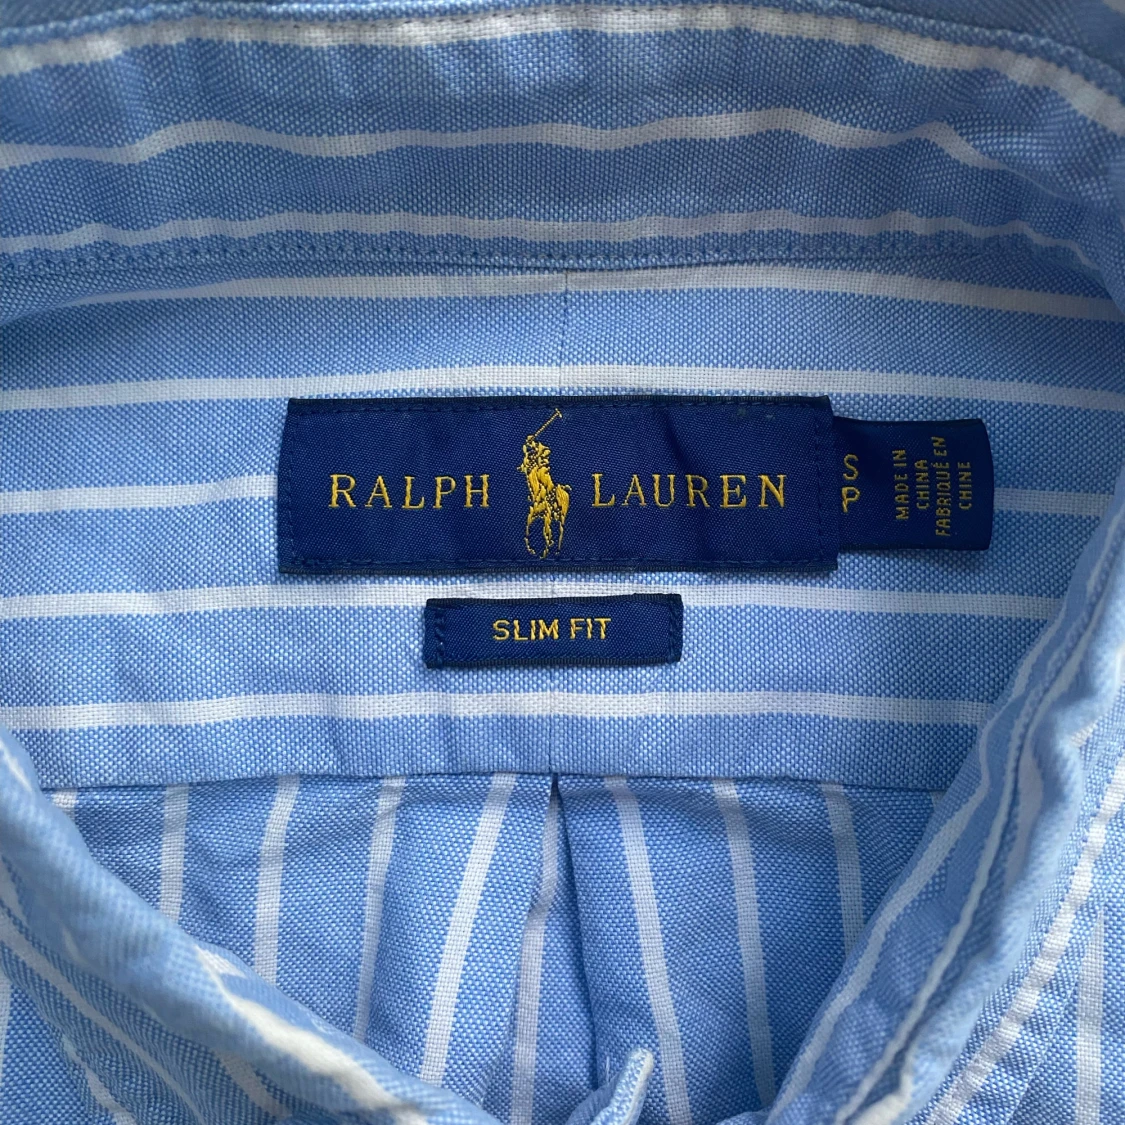 RALPH LAUREN
S
P
MADE IN
CHINA
FABRIQUÉ EN
CHINE
SLIM FIT